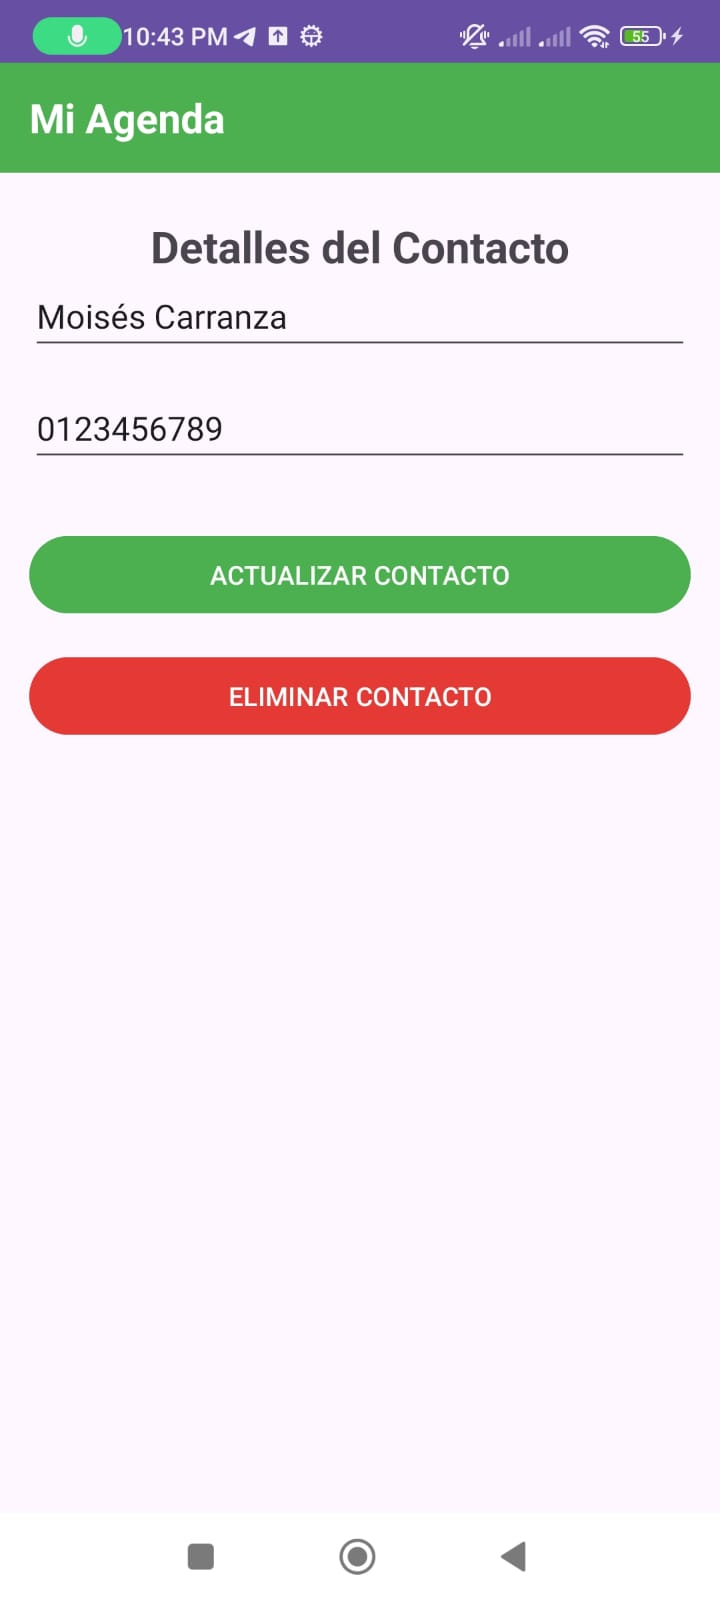 10:43 PM
55
Mi Agenda
Detalles del Contacto
Moisés Carranza
0123456789
ACTUALIZAR CONTACTO
ELIMINAR CONTACTO